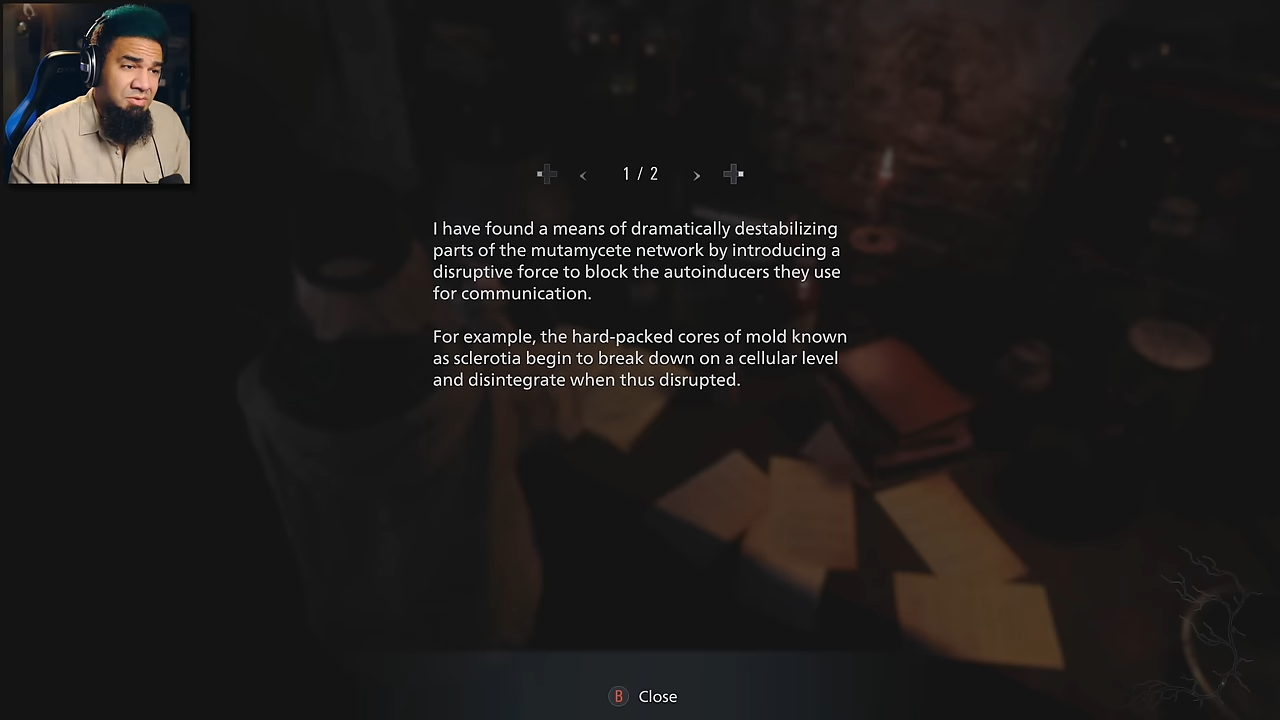 1 / 2
I have found a means of dramatically destabilizing
parts of the mutamycete network by introducing a
disruptive force to block the autoinducers they use
for communication.
For example, the hard-packed cores of mold known
as sclerotia begin to break down on a cellular level
and disintegrate when thus disrupted.
B Close